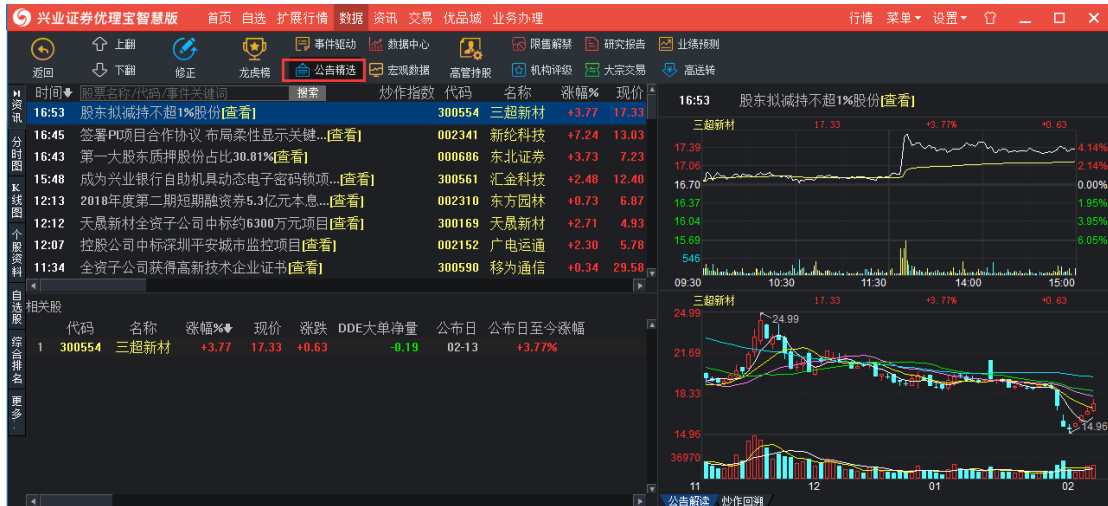 兴业证券优理宝智慧版 首页 自选 扩展行情 数据 资讯 交易 优品城 业务办理 行情 菜单 设置
上翻 事件驱动 数据中心 限售解禁 研究报告 业绩预测
返回 下翻 修正 龙虎榜 公告精选 宏观数据 高管持股 机构评级 大宗交易 高送转
资讯
分时图
K线图
个股资料
自选股
综合排名
更多
时间 股票名称/代码/事件关键词 搜索 炒作指数 代码 名称 涨幅% 现价
16:53 股东拟减持不超1%股份[查看] 300554 三超新材 +3.77 17.33
16:45 签署PI项目合作协议 布局柔性显示关键...[查看] 002341 新纶科技 +7.24 13.03
16:43 第一大股东质押股份占比30.81%[查看] 000686 东北证券 +3.73 7.23
15:48 成为兴业银行自助机具动态电子密码锁项...[查看] 300561 汇金科技 +2.48 12.40
12:13 2018年度第二期短期融资券5.3亿元本息...[查看] 002310 东方园林 +0.73 6.87
12:12 天晟新材全资子公司中标约6300万元项目[查看] 300169 天晟新材 +2.71 4.93
12:07 控股公司中标深圳平安城市监控项目[查看] 002152 广电运通 +2.30 5.78
11:34 全资子公司获得高新技术企业证书[查看] 300590 移为通信 +0.34 29.58
相关股
代码 名称 涨幅% 现价 涨跌 DDE大单净量 公布日 公布日至今涨幅
1 300554 三超新材 +3.77 17.33 +0.63 -0.19 02-13 +3.77%
16:53 股东拟减持不超1%股份[查看]
三超新材 17.33 +3.77% +0.63
17.39 4.14%
17.06 2.14%
16.70 0.00%
16.37 1.95%
16.04 3.95%
15.69 6.05%
546
09:30 10:30 11:30 14:00 15:00
三超新材 17.33 +3.77% +0.63
24.99 24.99
21.69
18.33
14.96 14.96
36970
11 12 01 02
公告解读 炒作回溯